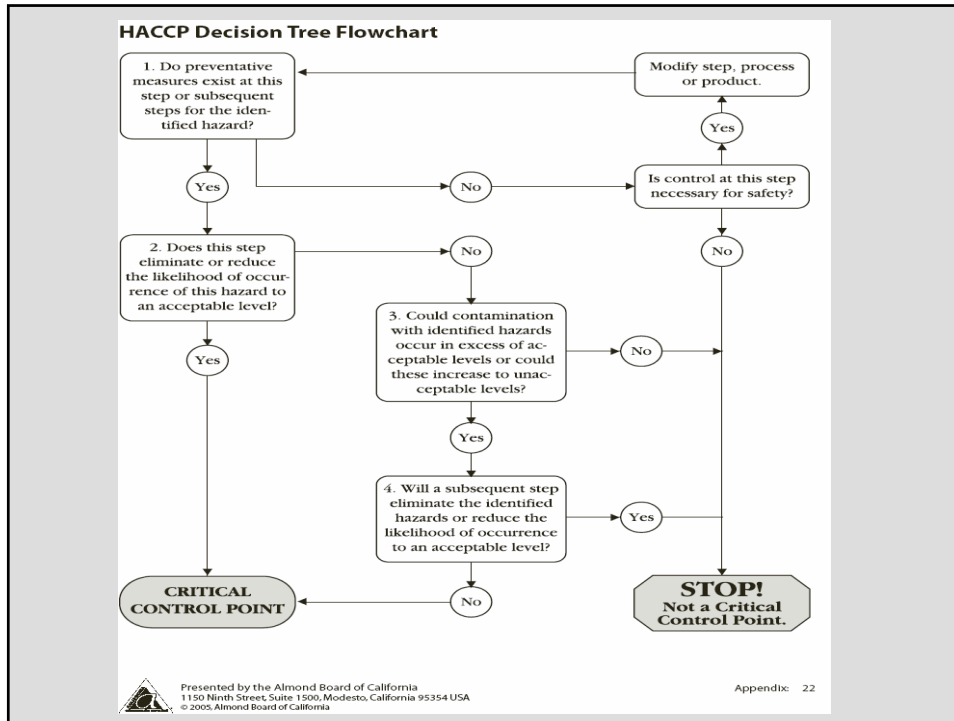 HACCP Decision Tree Flowchart
1. Do preventative
measures exist at this
step or subsequent
steps for the iden-
tified hazard?
Modify step, process
or product.
Yes
Is control at this step
necessary for safety?
No
Yes
No
2. Does this step
eliminate or reduce
the likelihood of occur-
rence of this hazard to
an acceptable level?
No
Yes
3. Could contamination
with identified hazards
occur in excess of ac-
ceptable levels or could
these increase to unac-
ceptable levels?
No
Yes
4. Will a subsequent step
eliminate the identified
hazards or reduce the
likelihood of occurrence
to an acceptable level?
Yes
No
CRITICAL
CONTROL POINT
STOP!
Not a Critical
Control Point.
Presented by the Almond Board of California
1150 Ninth Street, Suite 1500, Modesto, California 95354 USA
© 2005, Almond Board of California
Appendix: 22